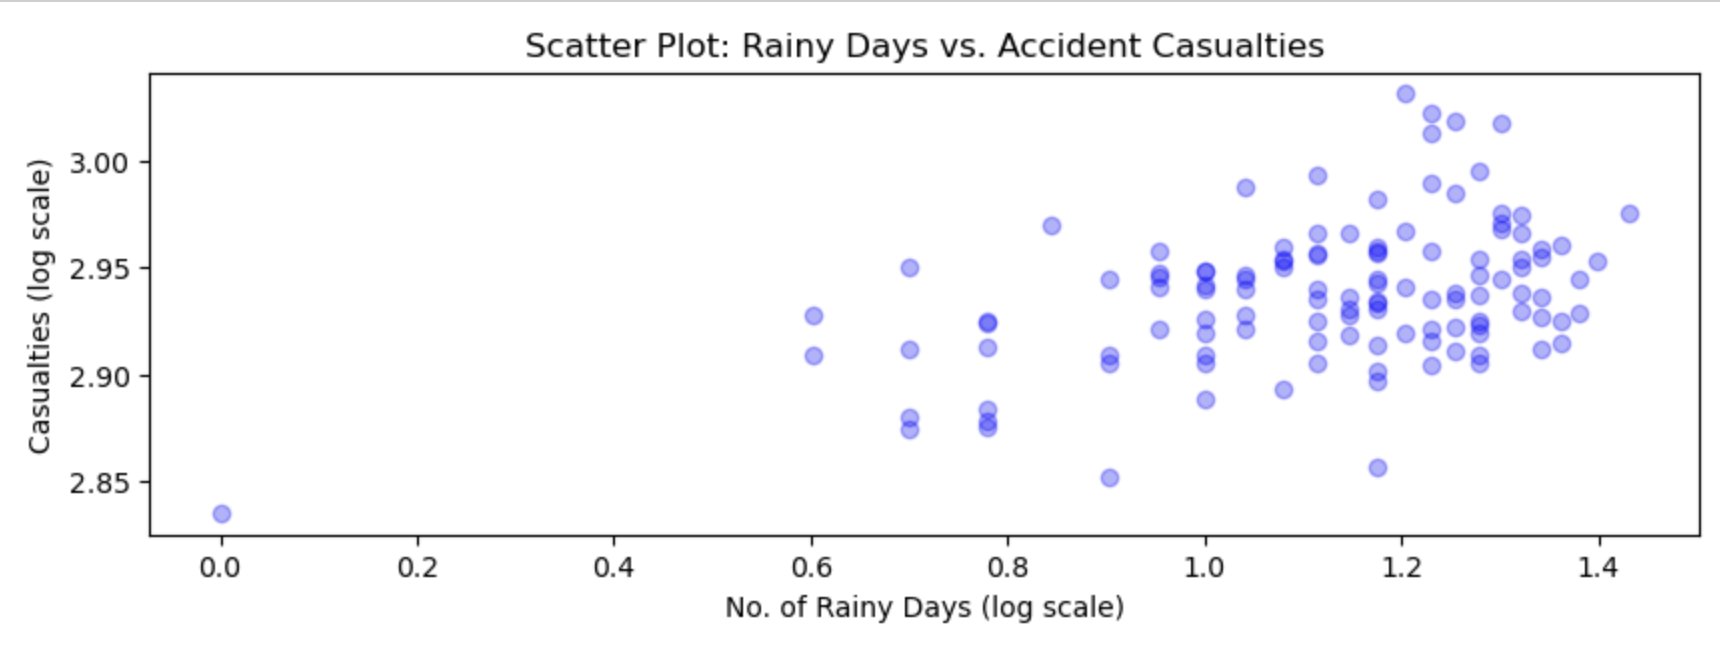 Scatter Plot: Rainy Days vs. Accident Casualties
Casualties (log scale)
3.00
2.95
2.90
2.85
0.0 0.2 0.4 0.6 0.8 1.0 1.2 1.4
No. of Rainy Days (log scale)